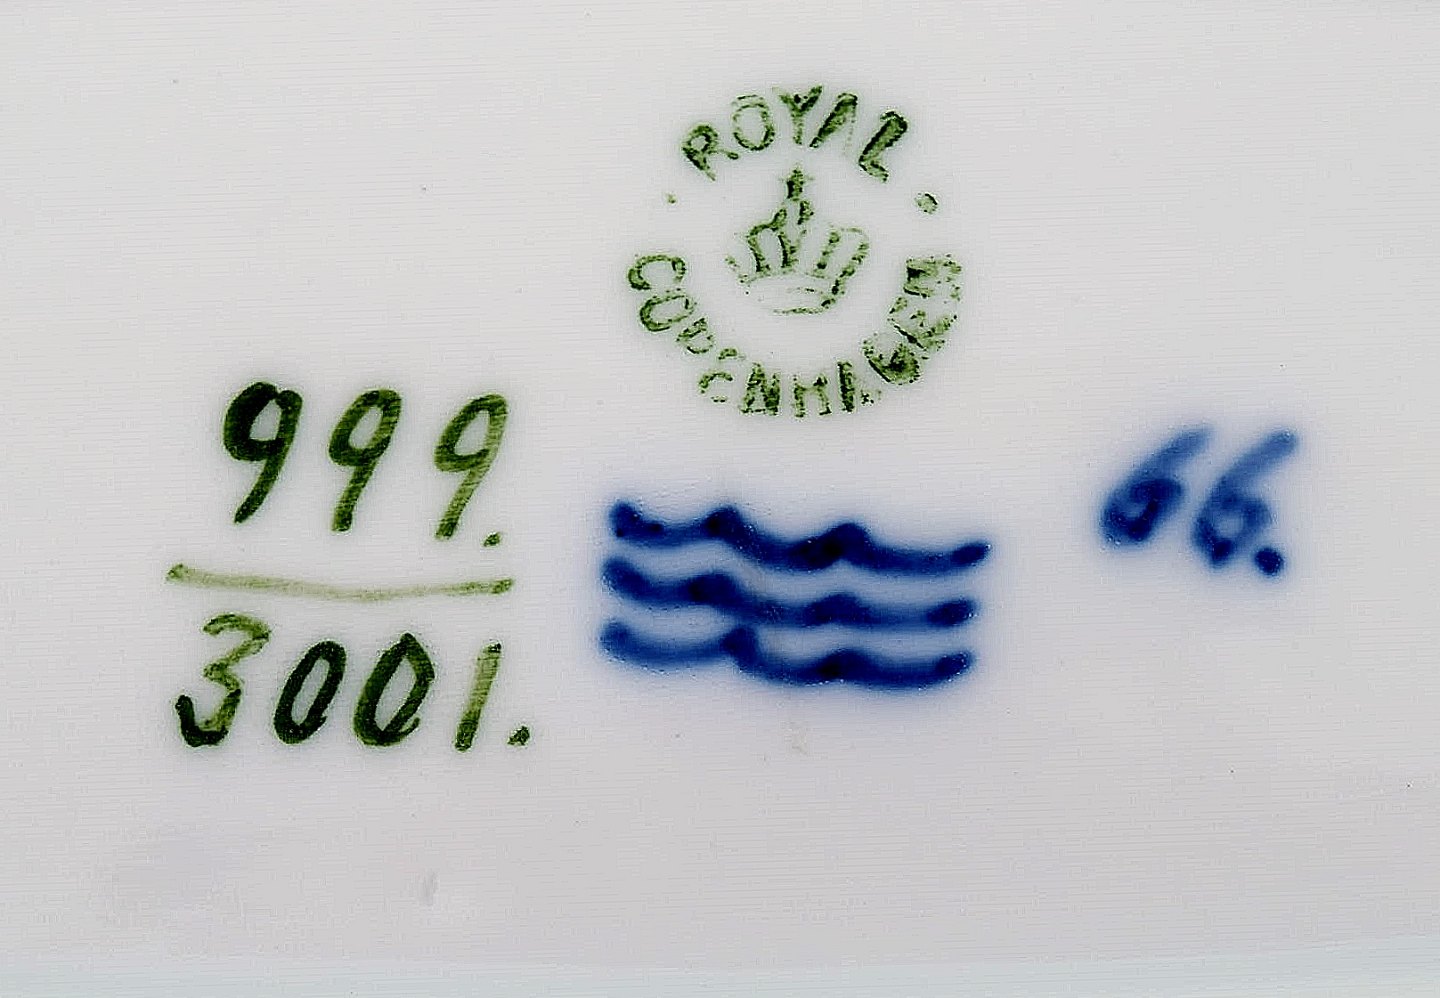 ROYAL
COPENHAGEN
999.
3001.
66.